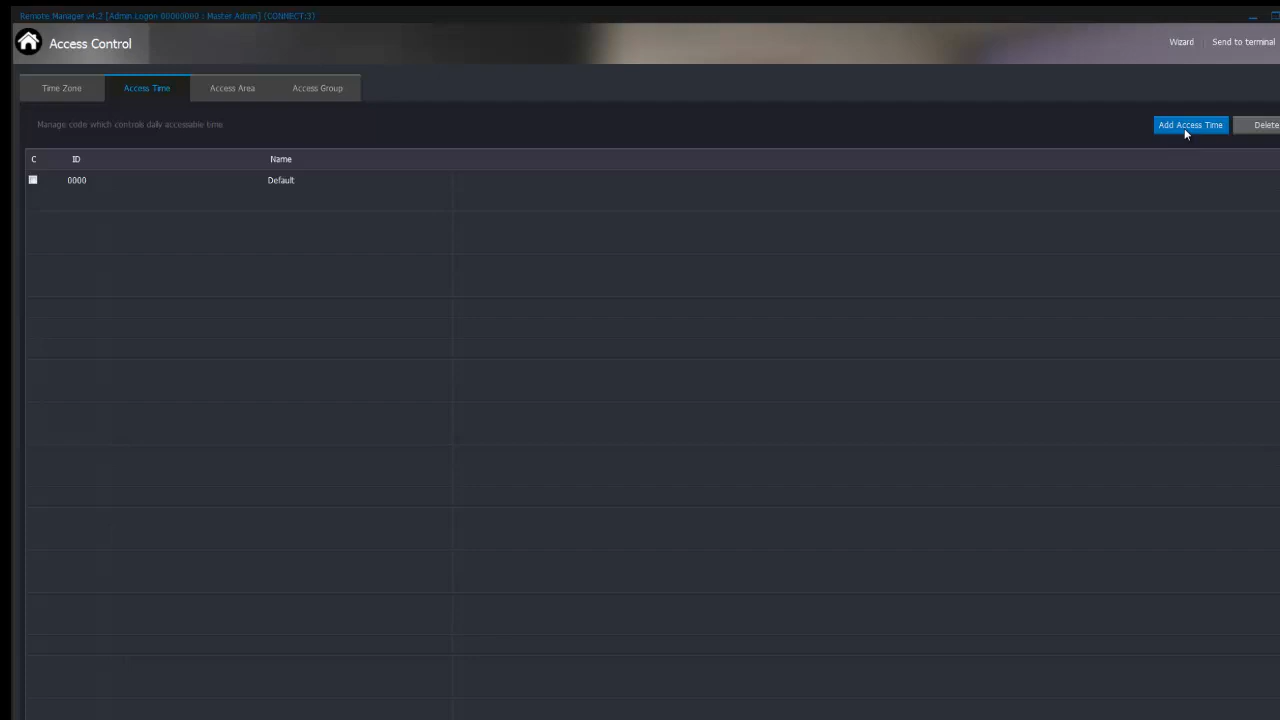 Remote Manager v4.2 [Admin Logon 00000000 : Master Admin] (CONNECT:3)
Access Control
Wizard | Send to terminal
Time Zone
Access Time
Access Area
Access Group
Manage code which controls daily accessable time
Add Access Time
Delete
C ID Name
0000 Default